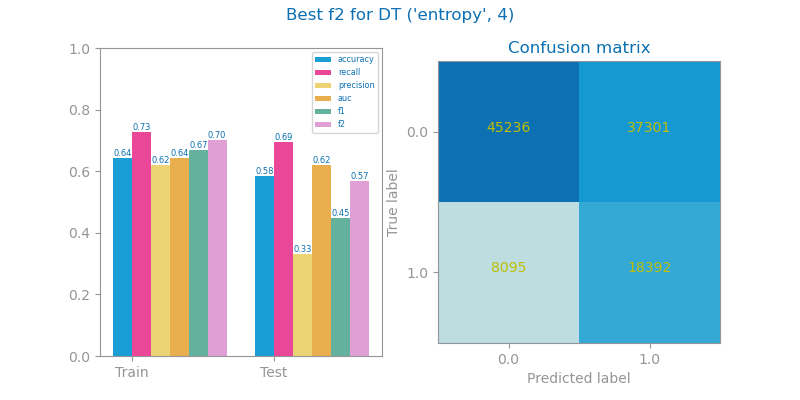 Best f2 for DT ('entropy', 4)
1.0
0.8
0.6
0.4
0.2
0.0
accuracy
recall
precision
auc
f1
f2
0.64
0.73
0.62
0.64
0.67
0.70
0.58
0.69
0.33
0.62
0.45
0.57
Train
Test
Confusion matrix
True label
0.0
1.0
45236
37301
8095
18392
0.0
1.0
Predicted label